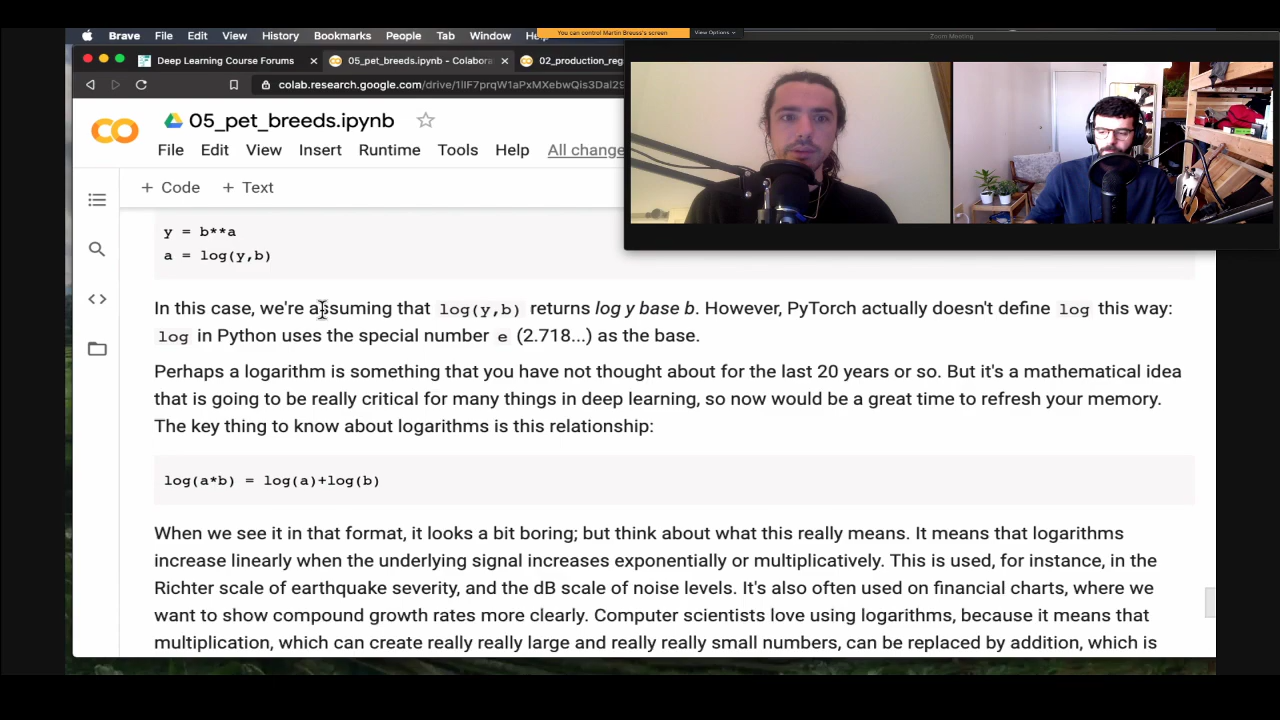 Brave File Edit View History Bookmarks People Tab Window
You can control Martin Breuss's screen View Options
Zoom Meeting
Deep Learning Course Forums × 05_pet_breeds.ipynb - Colabora × 02_production_reg
colab.research.google.com/drive/
05_pet_breeds.ipynb
File Edit View Insert Runtime Tools Help All change
+ Code + Text
y = b**a
a = log(y,b)
In this case, we're assuming that log(y,b) returns log y base b. However, PyTorch actually doesn't define log this way:
log in Python uses the special number e (2.718...) as the base.
Perhaps a logarithm is something that you have not thought about for the last 20 years or so. But it's a mathematical idea
that is going to be really critical for many things in deep learning, so now would be a great time to refresh your memory.
The key thing to know about logarithms is this relationship:
log(a*b) = log(a)+log(b)
When we see it in that format, it looks a bit boring; but think about what this really means. It means that logarithms
increase linearly when the underlying signal increases exponentially or multiplicatively. This is used, for instance, in the
Richter scale of earthquake severity, and the dB scale of noise levels. It's also often used on financial charts, where we
want to show compound growth rates more clearly. Computer scientists love using logarithms, because it means that
multiplication, which can create really really large and really really small numbers, can be replaced by addition, which is